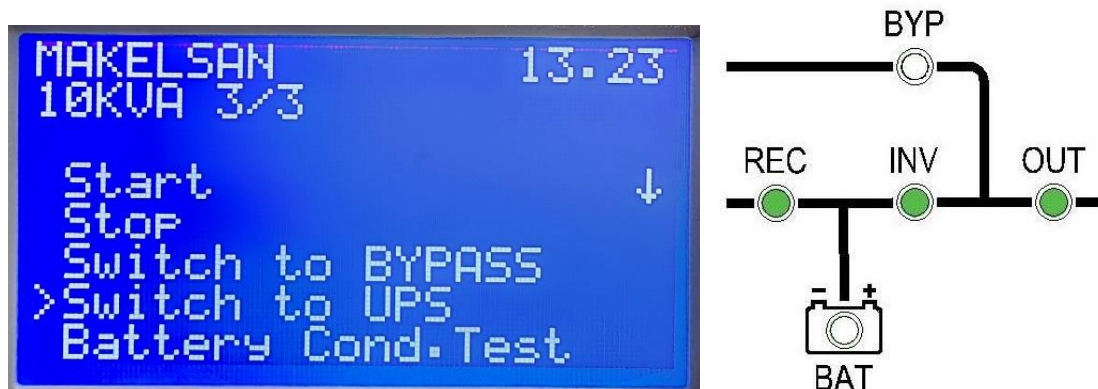 MAKELSAN 13.23
10KVA 3/3
Start ↓
Stop
Switch to BYPASS
>Switch to UPS
Battery Cond.Test
BYP
REC INV OUT
- +
BAT